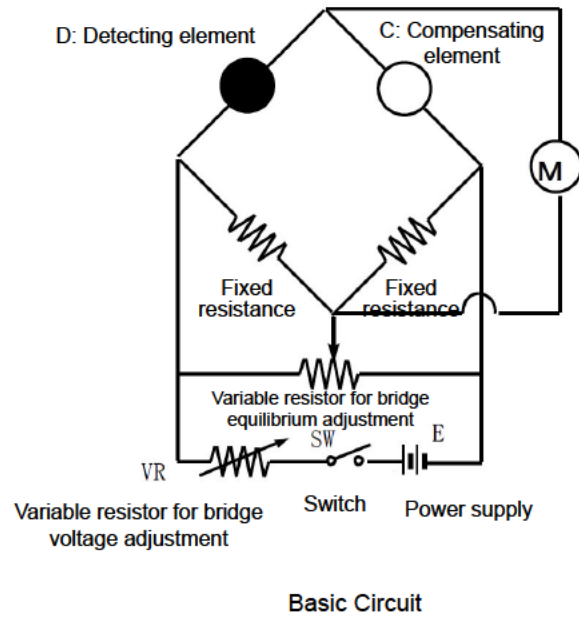 D: Detecting element
C: Compensating
element
M
Fixed
resistance
Fixed
resistance
Variable resistor for bridge
equilibrium adjustment
VR
SW
E
Variable resistor for bridge
voltage adjustment
Switch
Power supply
Basic Circuit